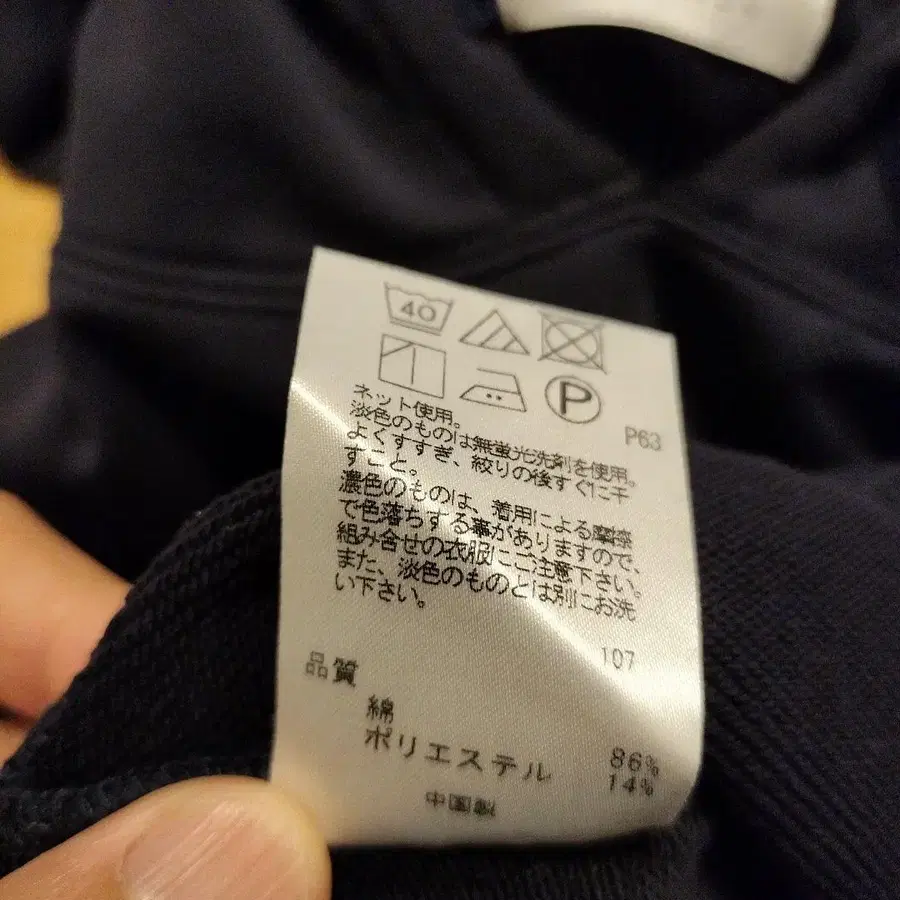 40
P
P63
ネット使用。
淡色のものは無蛍光洗剤を使用。
よくすすぎ、絞りの後すぐに干
すこと。
濃色のものは、着用による摩擦
で色落ちする事がありますので、
組み合せの衣服にご注意下さい。
また、淡色のものとは別にお洗
い下さい。
107
品質
綿 86%
ポリエステル 14%
中国製